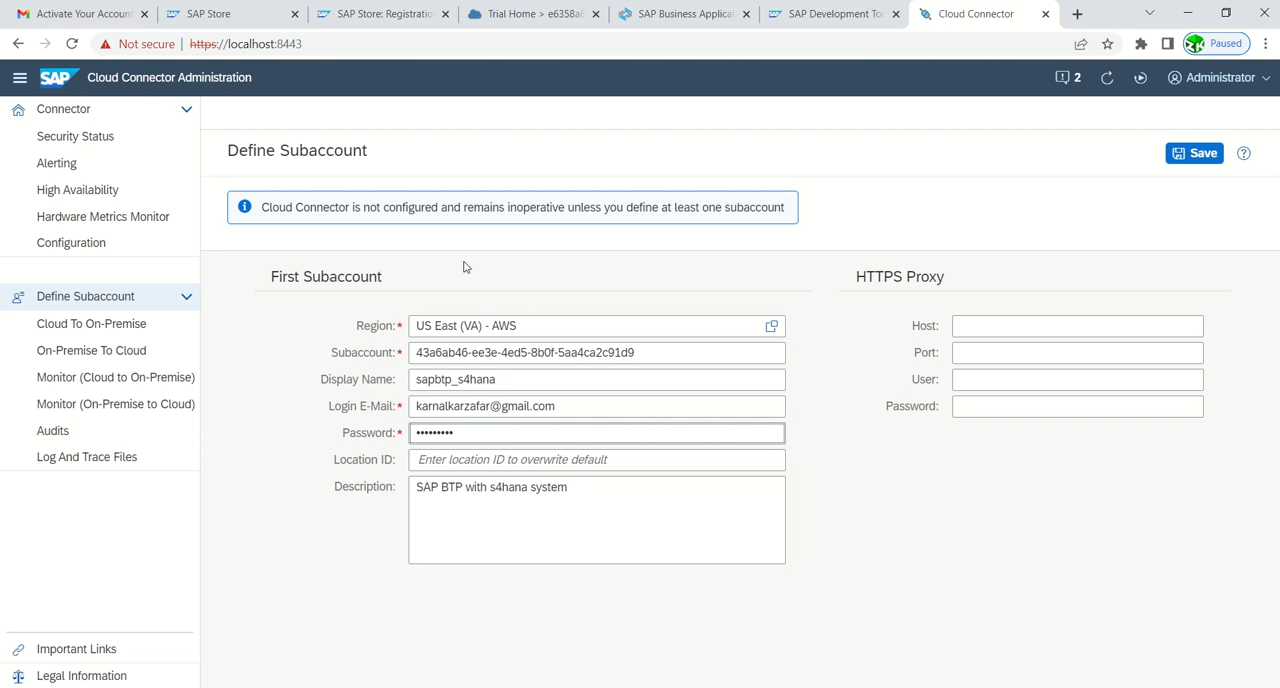 Activate Your Account
SAP Store
SAP Store: Registration
Trial Home > e6358a6
SAP Business Applicat
SAP Development Too
Cloud Connector
Not secure
https://localhost:8443
Paused
SAP
Cloud Connector Administration
2
Administrator
Connector
Security Status
Alerting
High Availability
Hardware Metrics Monitor
Configuration
Define Subaccount
Cloud To On-Premise
On-Premise To Cloud
Monitor (Cloud to On-Premise)
Monitor (On-Premise to Cloud)
Audits
Log And Trace Files
Important Links
Legal Information
Define Subaccount
Save
Cloud Connector is not configured and remains inoperative unless you define at least one subaccount
First Subaccount
Region:* US East (VA) - AWS
Subaccount:* 43a6ab46-ee3e-4ed5-8b0f-5aa4ca2c91d9
Display Name: sapbtp_s4hana
Login E-Mail:* karnalkarzafar@gmail.com
Password:* •••••••••
Location ID: Enter location ID to overwrite default
Description: SAP BTP with s4hana system
HTTPS Proxy
Host:
Port:
User:
Password: